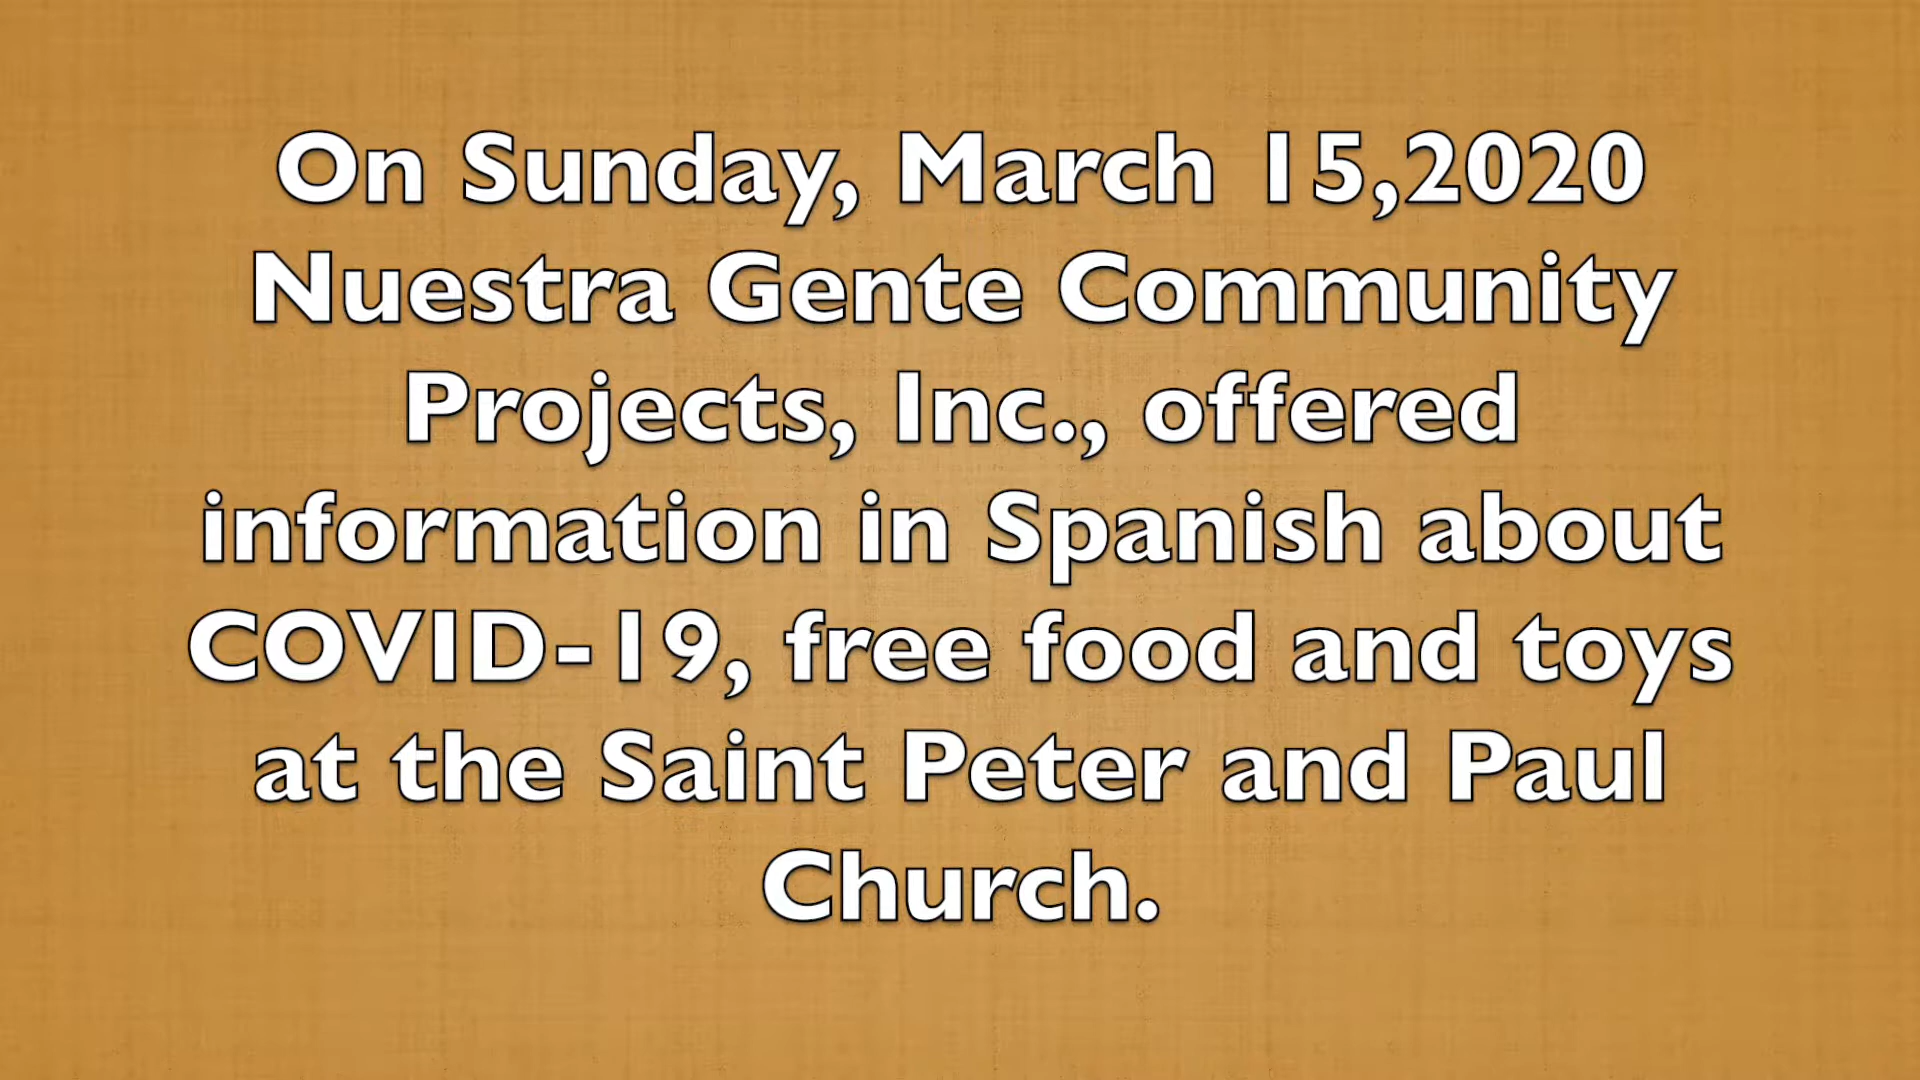 On Sunday, March 15,2020
Nuestra Gente Community
Projects, Inc., offered
information in Spanish about
COVID-19, free food and toys
at the Saint Peter and Paul
Church.